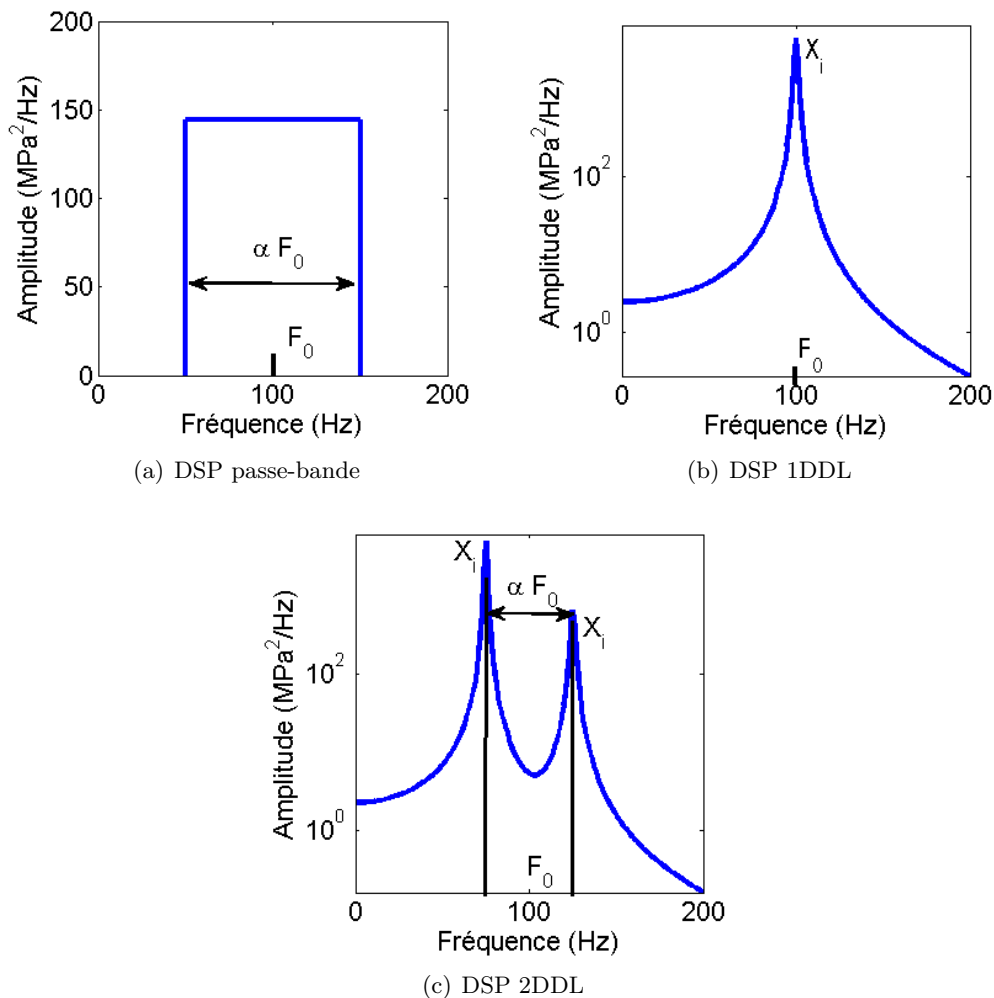 200
150
100
50
0
Amplitude (MPa²/Hz)
α F₀
F₀
0 100 200
Fréquence (Hz)
(a) DSP passe-bande
10²
10⁰
Amplitude (MPa²/Hz)
Xᵢ
F₀
0 100 200
Fréquence (Hz)
(b) DSP 1DDL
10²
10⁰
Amplitude (MPa²/Hz)
Xᵢ
α F₀
Xᵢ
F₀
0 100 200
Fréquence (Hz)
(c) DSP 2DDL